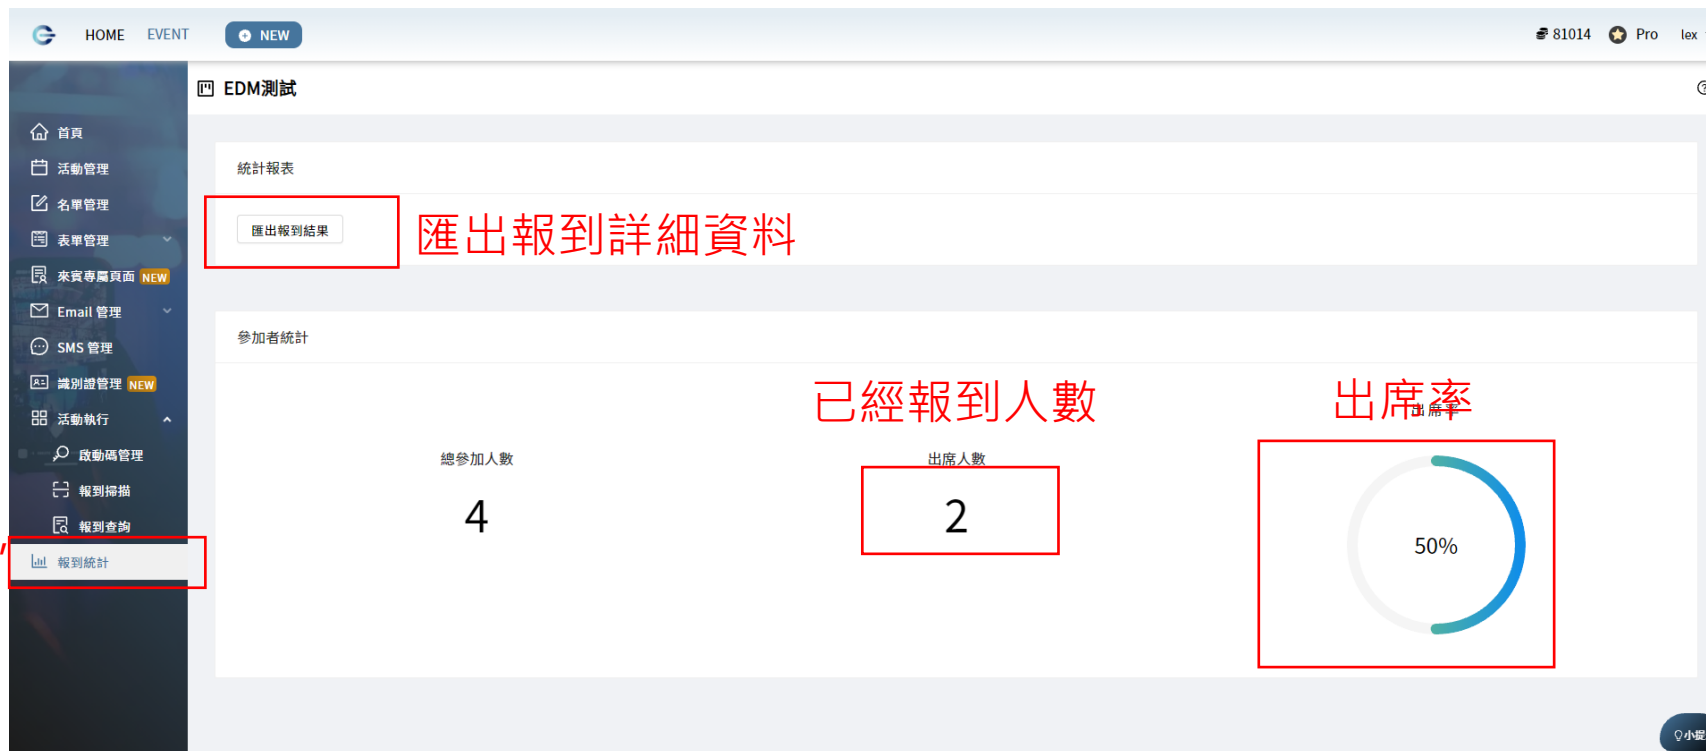 HOME EVENT NEW 81014 Pro lex
EDM測試
首頁
活動管理
名單管理
表單管理
來賓專屬頁面 NEW
Email 管理
SMS 管理
識別證管理 NEW
活動執行
啟動碼管理
報到掃描
報到查詢
報到統計
統計報表
匯出報到結果
匯出報到詳細資料
參加者統計
已經報到人數
出席率
出席率
總參加人數
出席人數
4
2
50%
小提